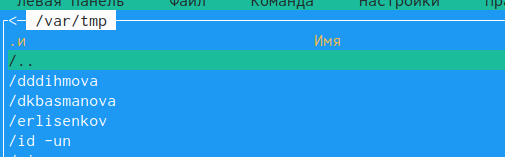 левая панель Файл Команда Настройки
<- /var/tmp
.и Имя
/..
/dddihmova
/dkbasmanova
/erlisenkov
/id -un